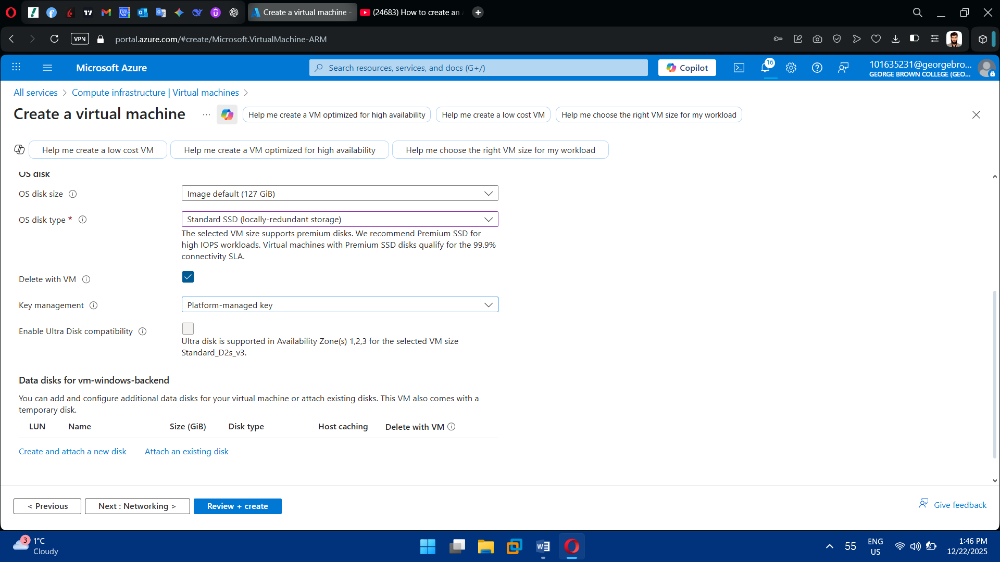 Create a virtual machine -
(24683) How to create an
VPN
portal.azure.com/#create/Microsoft.VirtualMachine-ARM
Microsoft Azure
Search resources, services, and docs (G+/)
Copilot
16
101635231@georgebro...
GEORGE BROWN COLLEGE (GEO...
All services > Compute infrastructure | Virtual machines >
Create a virtual machine ...
Help me create a VM optimized for high availability
Help me create a low cost VM
Help me choose the right VM size for my workload
Help me create a low cost VM
Help me create a VM optimized for high availability
Help me choose the right VM size for my workload
OS disk
OS disk size
Image default (127 GiB)
OS disk type *
Standard SSD (locally-redundant storage)
The selected VM size supports premium disks. We recommend Premium SSD for
high IOPS workloads. Virtual machines with Premium SSD disks qualify for the 99.9%
connectivity SLA.
Delete with VM
Key management
Platform-managed key
Enable Ultra Disk compatibility
Ultra disk is supported in Availability Zone(s) 1,2,3 for the selected VM size
Standard_D2s_v3.
Data disks for vm-windows-backend
You can add and configure additional data disks for your virtual machine or attach existing disks. This VM also comes with a
temporary disk.
LUN Name Size (GiB) Disk type Host caching Delete with VM
Create and attach a new disk Attach an existing disk
< Previous
Next : Networking >
Review + create
Give feedback
3
1°C
Cloudy
55
ENG
US
1:46 PM
12/22/2025